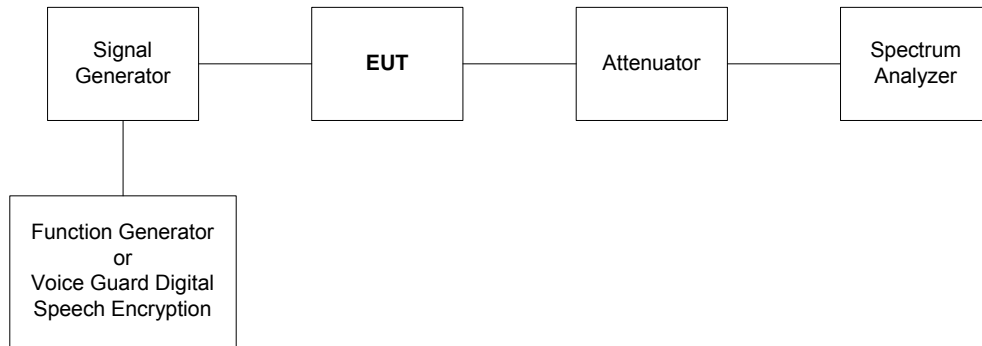 Signal
Generator
EUT
Attenuator
Spectrum
Analyzer
Function Generator
or
Voice Guard Digital
Speech Encryption